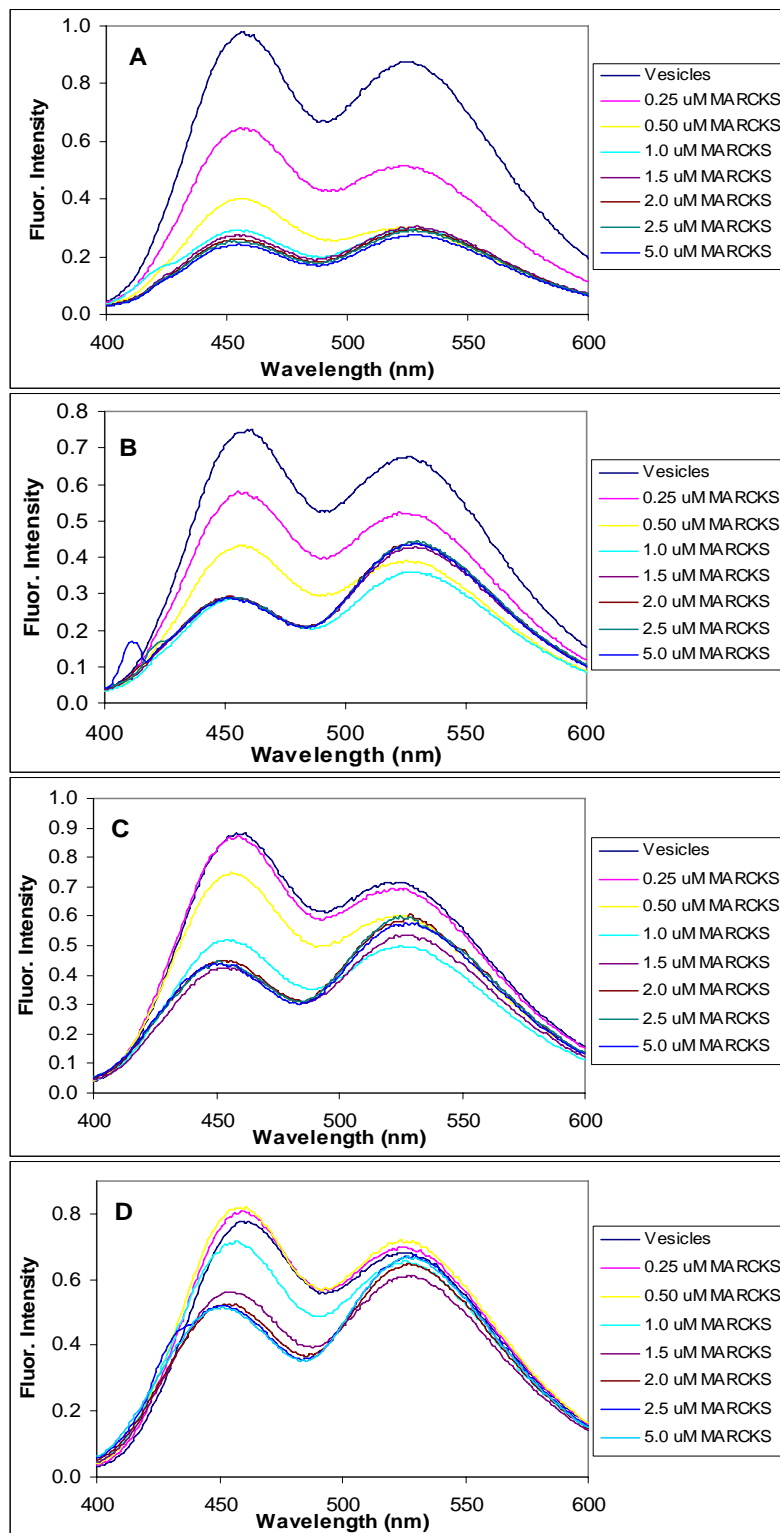 A
Fluor. Intensity
1.0
0.8
0.6
0.4
0.2
0.0
400 450 500 550 600
Wavelength (nm)
Vesicles
0.25 uM MARCKS
0.50 uM MARCKS
1.0 uM MARCKS
1.5 uM MARCKS
2.0 uM MARCKS
2.5 uM MARCKS
5.0 uM MARCKS
B
Fluor. Intensity
0.8
0.7
0.6
0.5
0.4
0.3
0.2
0.1
0.0
400 450 500 550 600
Wavelength (nm)
Vesicles
0.25 uM MARCKS
0.50 uM MARCKS
1.0 uM MARCKS
1.5 uM MARCKS
2.0 uM MARCKS
2.5 uM MARCKS
5.0 uM MARCKS
C
Fluor. Intensity
1.0
0.9
0.8
0.7
0.6
0.5
0.4
0.3
0.2
0.1
0.0
400 450 500 550 600
Wavelength (nm)
Vesicles
0.25 uM MARCKS
0.50 uM MARCKS
1.0 uM MARCKS
1.5 uM MARCKS
2.0 uM MARCKS
2.5 uM MARCKS
5.0 uM MARCKS
D
Fluor. Intensity
0.8
0.6
0.4
0.2
0.0
400 450 500 550 600
Wavelength (nm)
Vesicles
0.25 uM MARCKS
0.50 uM MARCKS
1.0 uM MARCKS
1.5 uM MARCKS
2.0 uM MARCKS
2.5 uM MARCKS
5.0 uM MARCKS